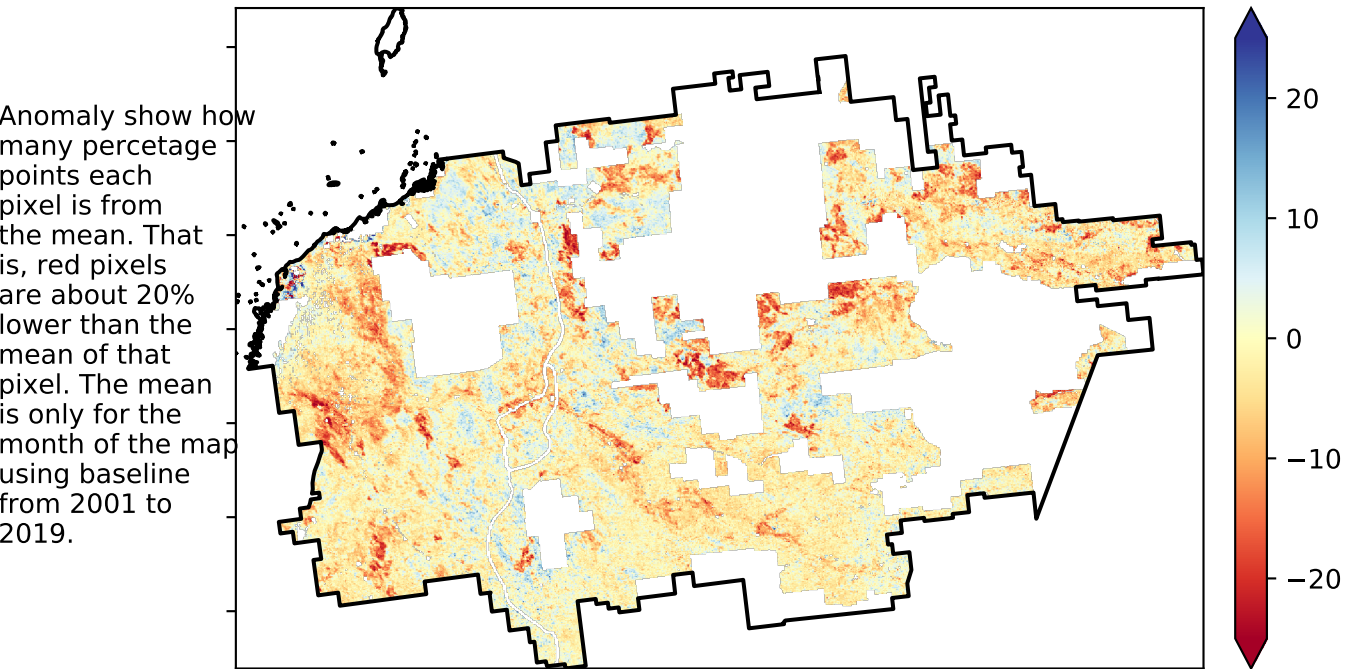 Anomaly show how
many percetage
points each
pixel is from
the mean. That
is, red pixels
are about 20%
lower than the
mean of that
pixel. The mean
is only for the
month of the map
using baseline
from 2001 to
2019.
20
10
0
−10
−20